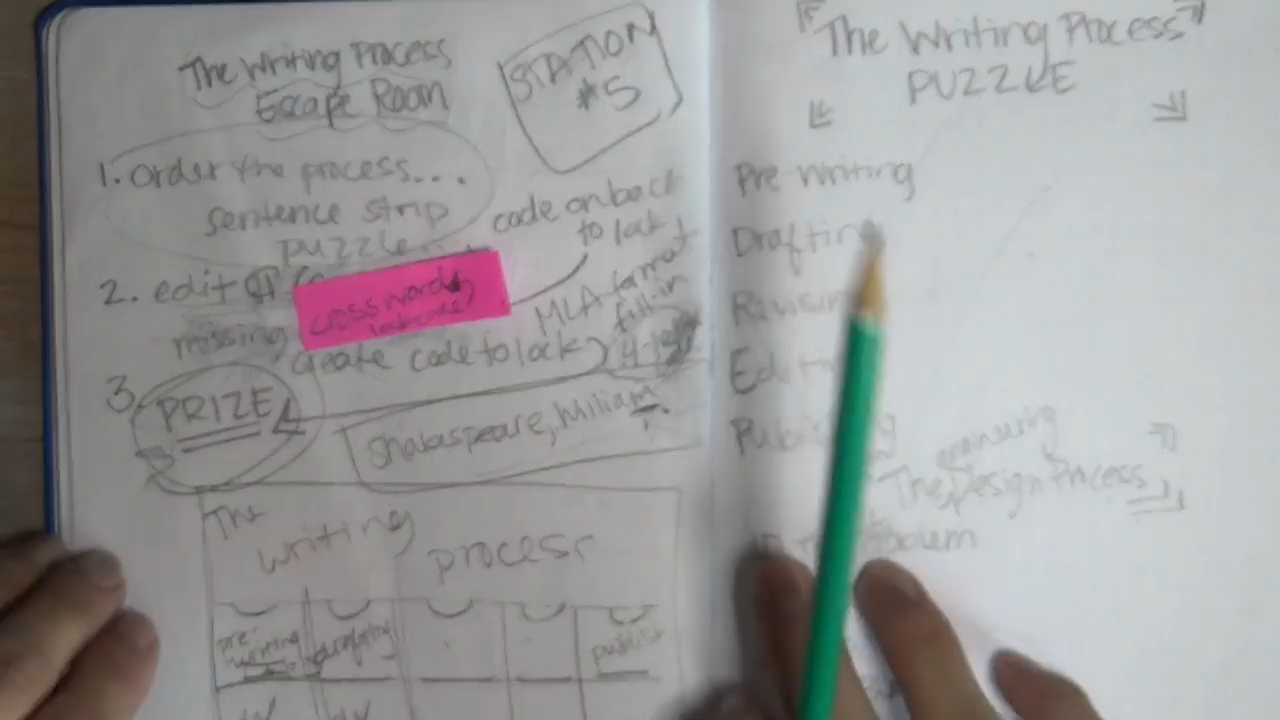 The Writing Process
Escape Room
STATION
#5
1. Order the process...
sentence strip
puzzle
code on back
to lock
2. edit
crossword
missing
MLA format
fill-in
create code to lock
3. PRIZE
Shakespeare, William
The
writing
process
pre
writing
drafting
publish
The Writing Process
PUZZLE
Pre Writing
Drafting
Revising
Edit
Publishing
engineering
The Design Process